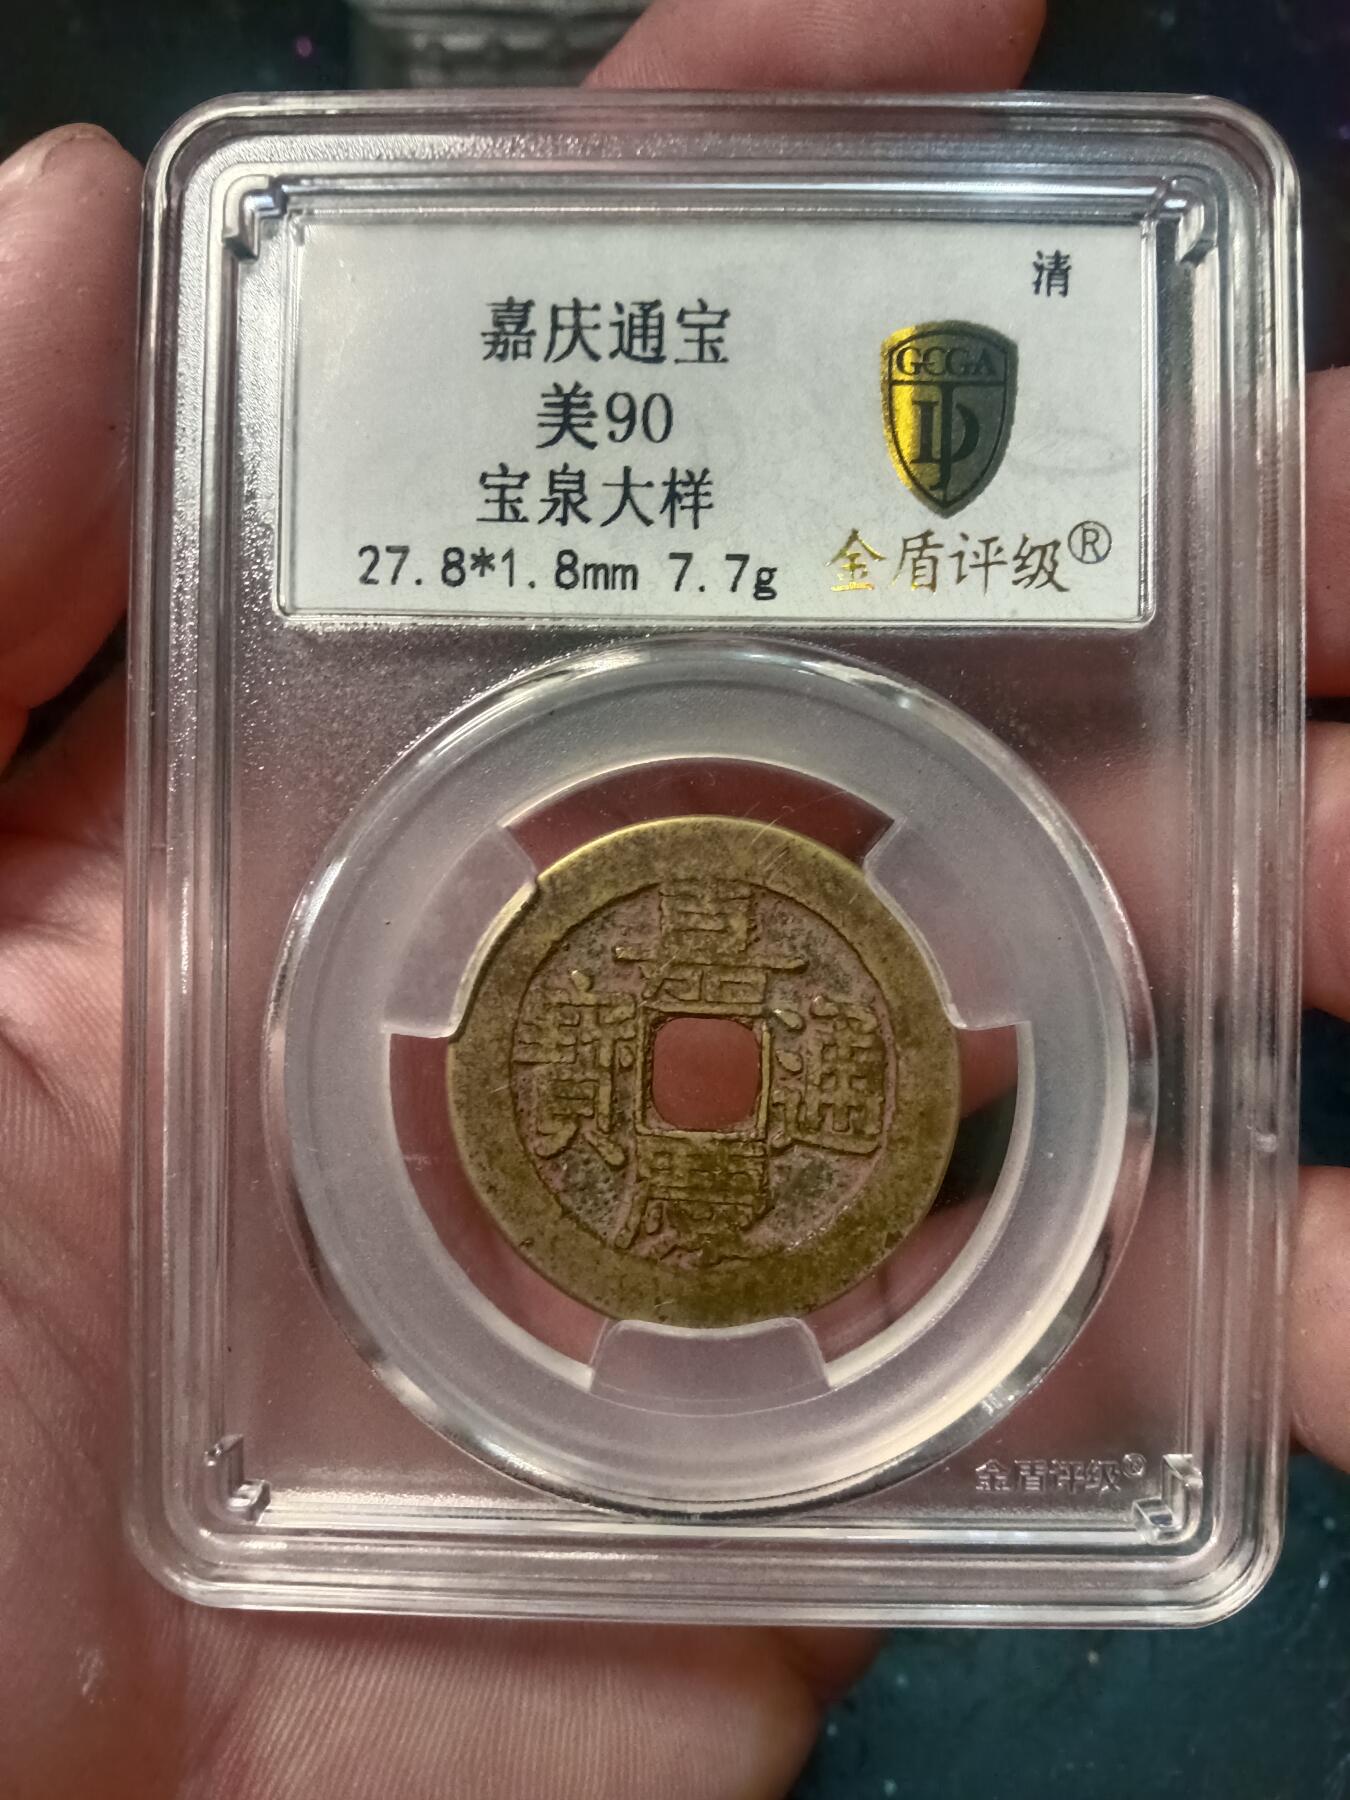 清
嘉庆通宝
美90
宝泉大样
27.8*1.8mm 7.7g
GCGA
JD
金盾评级®
嘉
寶 通
慶
金盾评级®